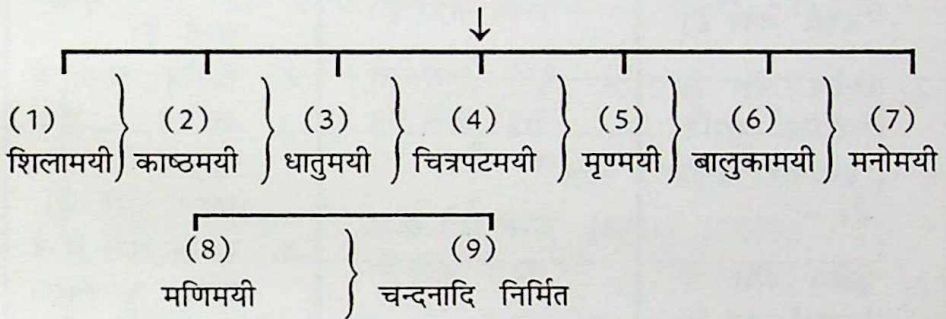 (1) (2) (3) (4) (5) (6) (7)
शिलामयी काष्ठमयी धातुमयी चित्रपटमयी मृण्मयी बालुकामयी मनोमयी
(8) (9)
मणिमयी चन्दनादि निर्मित